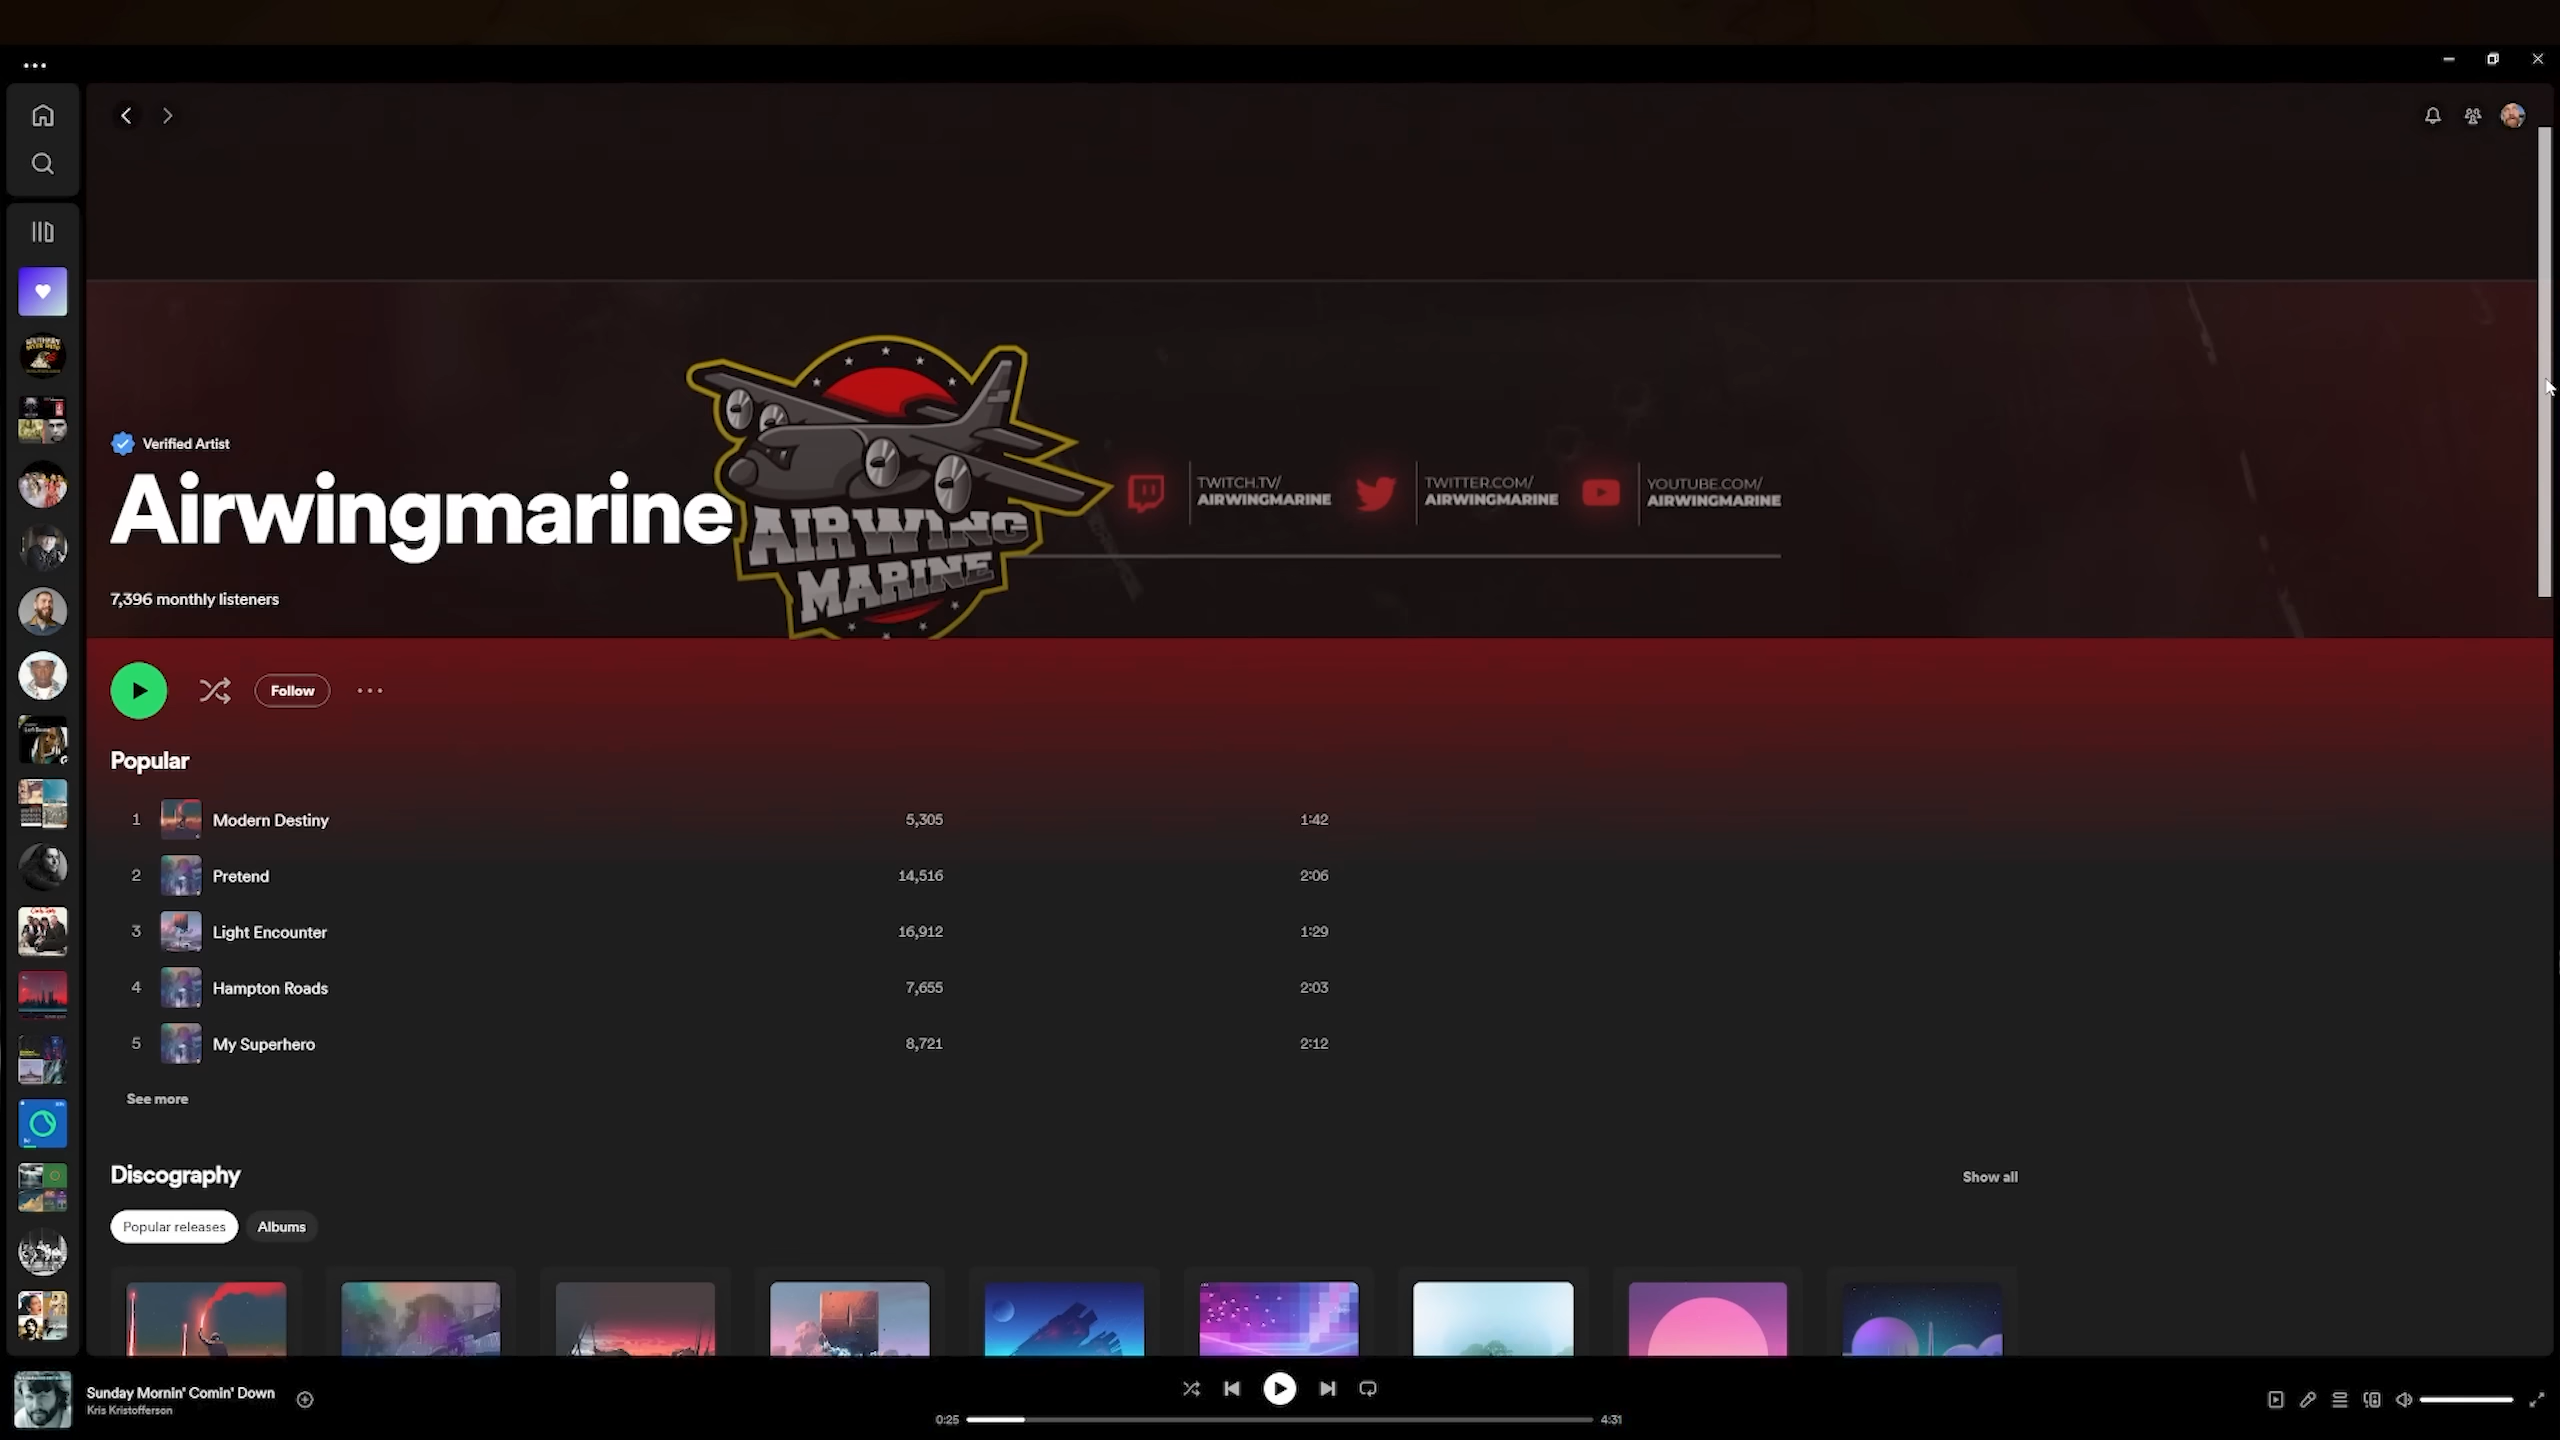 Verified Artist
Airwingmarine
7,396 monthly listeners
AIRWING
MARINE
TWITCH.TV/
AIRWINGMARINE
TWITTER.COM/
AIRWINGMARINE
YOUTUBE.COM/
AIRWINGMARINE
Follow
Popular
1 Modern Destiny 5,305 1:42
2 Pretend 14,516 2:06
3 Light Encounter 16,912 1:29
4 Hampton Roads 7,655 2:03
5 My Superhero 8,721 2:12
See more
Discography
Show all
Popular releases Albums
Sunday Mornin' Comin' Down
Kris Kristofferson
0:25 4:31